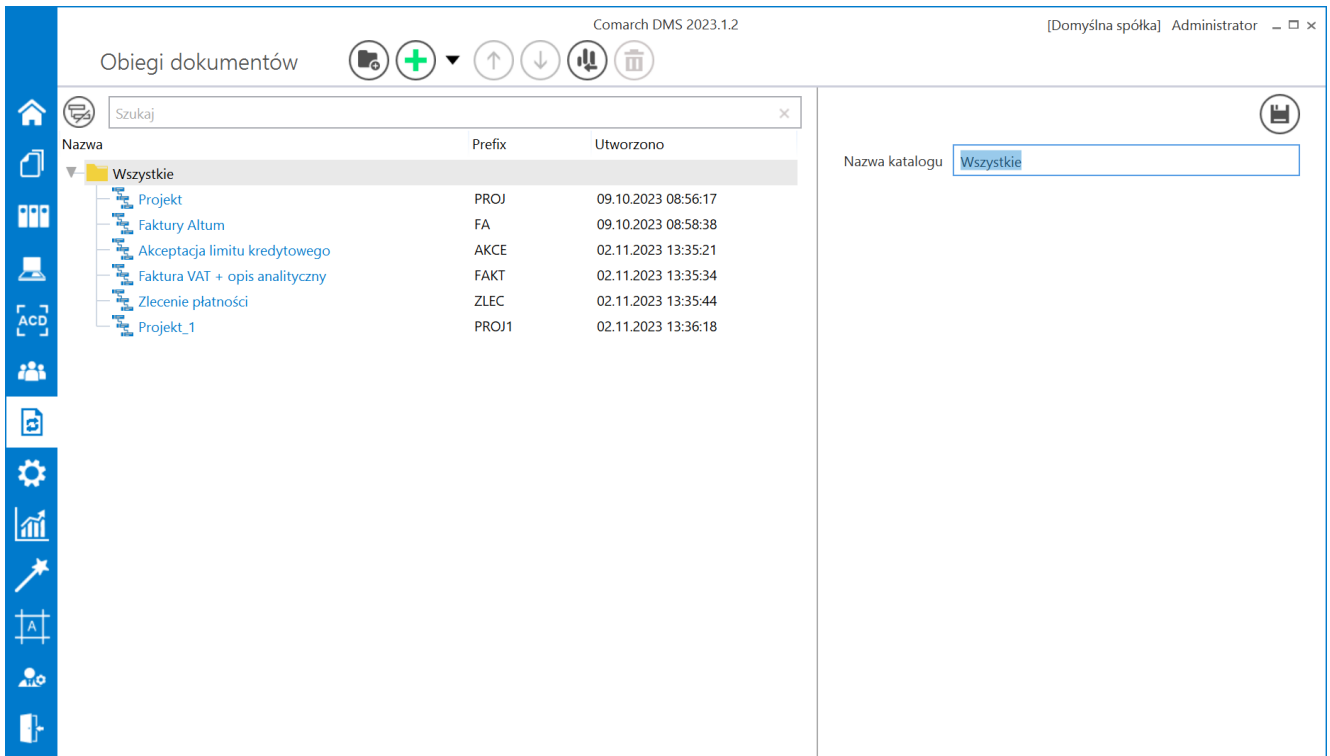 Comarch DMS 2023.1.2
[Domyślna spółka] Administrator
Obiegi dokumentów
Szukaj
Nazwa Prefix Utworzono
Nazwa katalogu Wszystkie
Wszystkie
Projekt PROJ 09.10.2023 08:56:17
Faktury Altum FA 09.10.2023 08:58:38
Akceptacja limitu kredytowego AKCE 02.11.2023 13:35:21
Faktura VAT + opis analityczny FAKT 02.11.2023 13:35:34
Zlecenie płatności ZLEC 02.11.2023 13:35:44
Projekt_1 PROJ1 02.11.2023 13:36:18
ACD
A